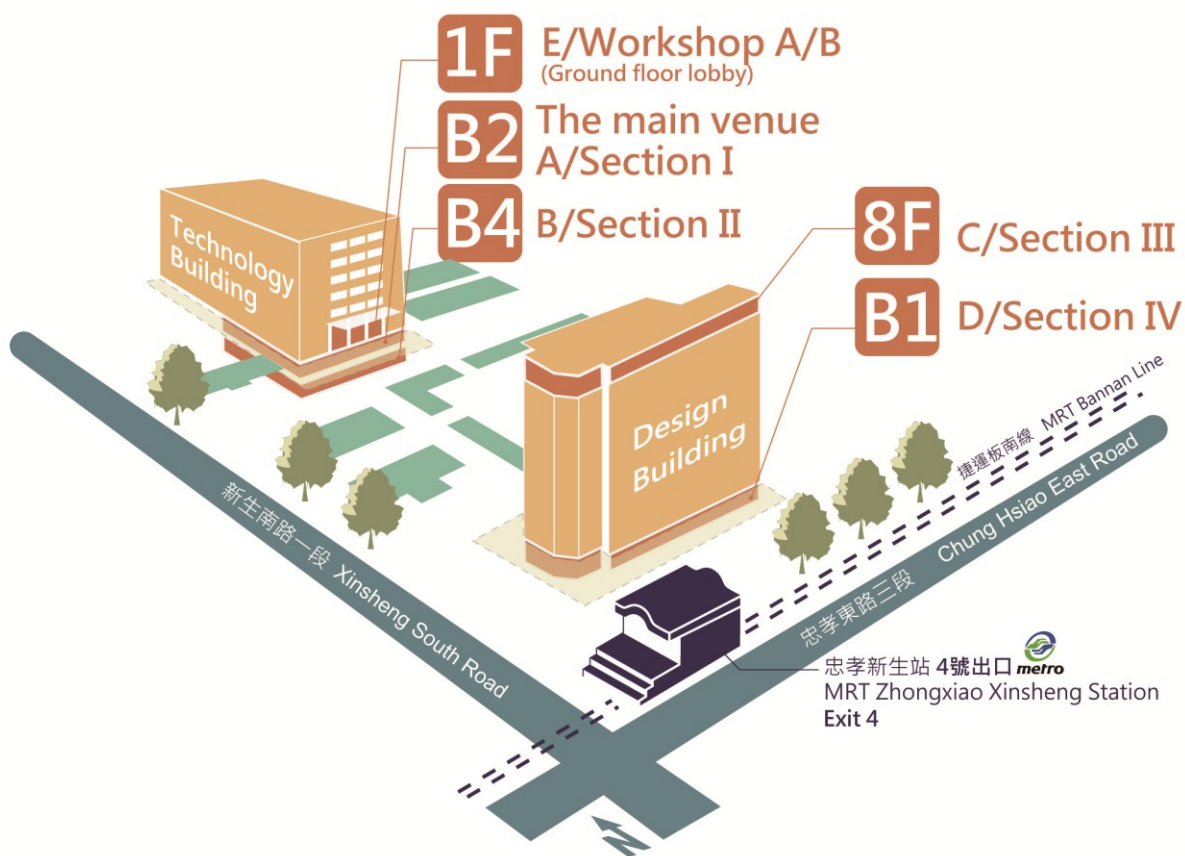 1F
E/Workshop A/B
(Ground floor lobby)
B2
The main venue
A/Section I
B4
B/Section II
8F
C/Section III
B1
D/Section IV
Technology
Building
Design
Building
捷運板南線 MRT Bannan Line
忠孝東路三段 Chung Hsiao East Road
新生南路一段 Xinsheng South Road
忠孝新生站 4號出口 metro
MRT Zhongxiao Xinsheng Station
Exit 4
N